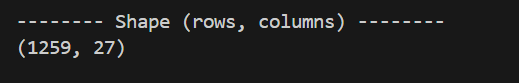 -------- Shape (rows, columns) --------
(1259, 27)